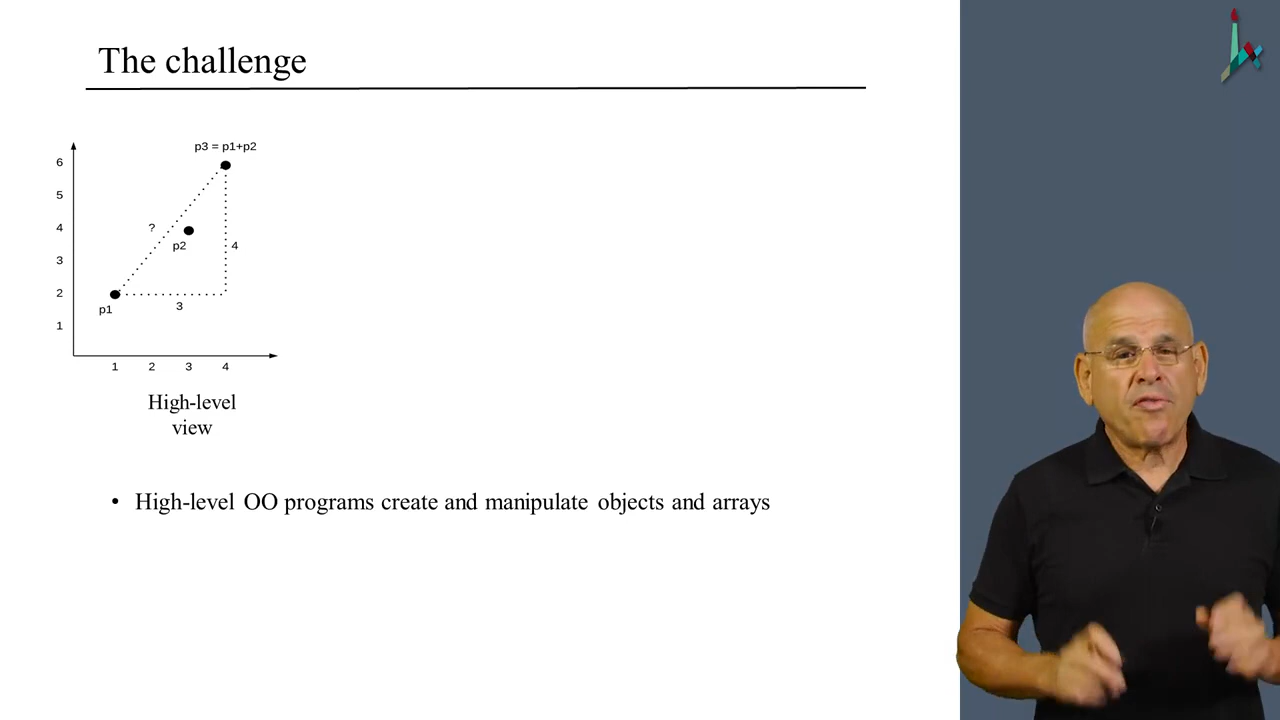 The challenge
p3 = p1+p2
6
5
4
3
2
1
?
p2
4
p1
3
1 2 3 4
High-level
view
• High-level OO programs create and manipulate objects and arrays